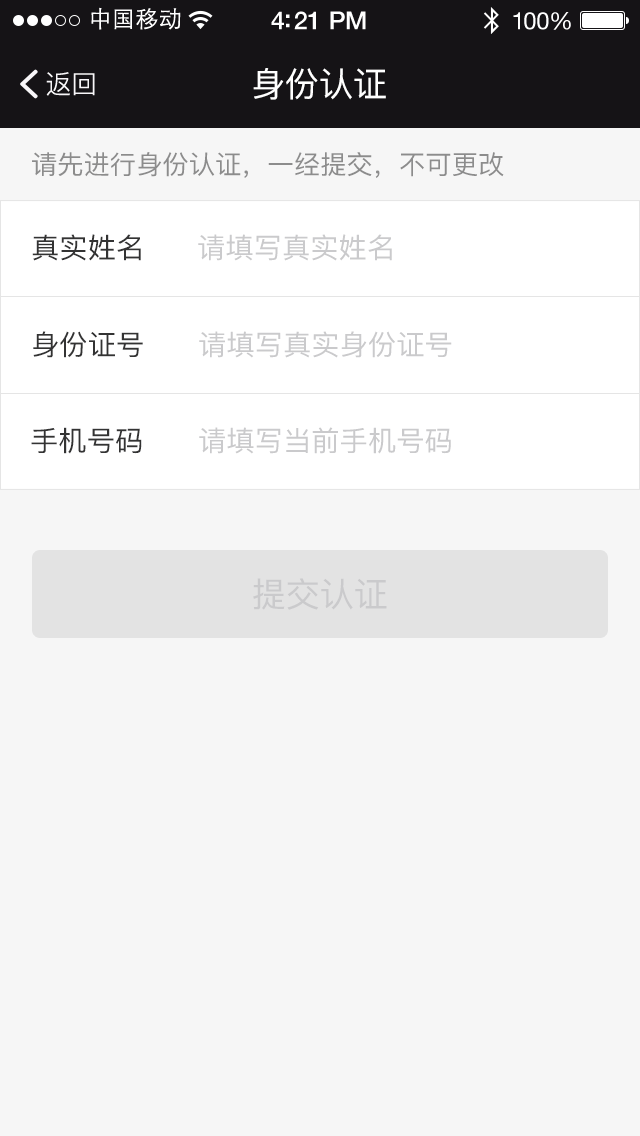 中国移动 4:21 PM 100%
返回 身份认证
请先进行身份认证，一经提交，不可更改
真实姓名 请填写真实姓名
身份证号 请填写真实身份证号
手机号码 请填写当前手机号码
提交认证